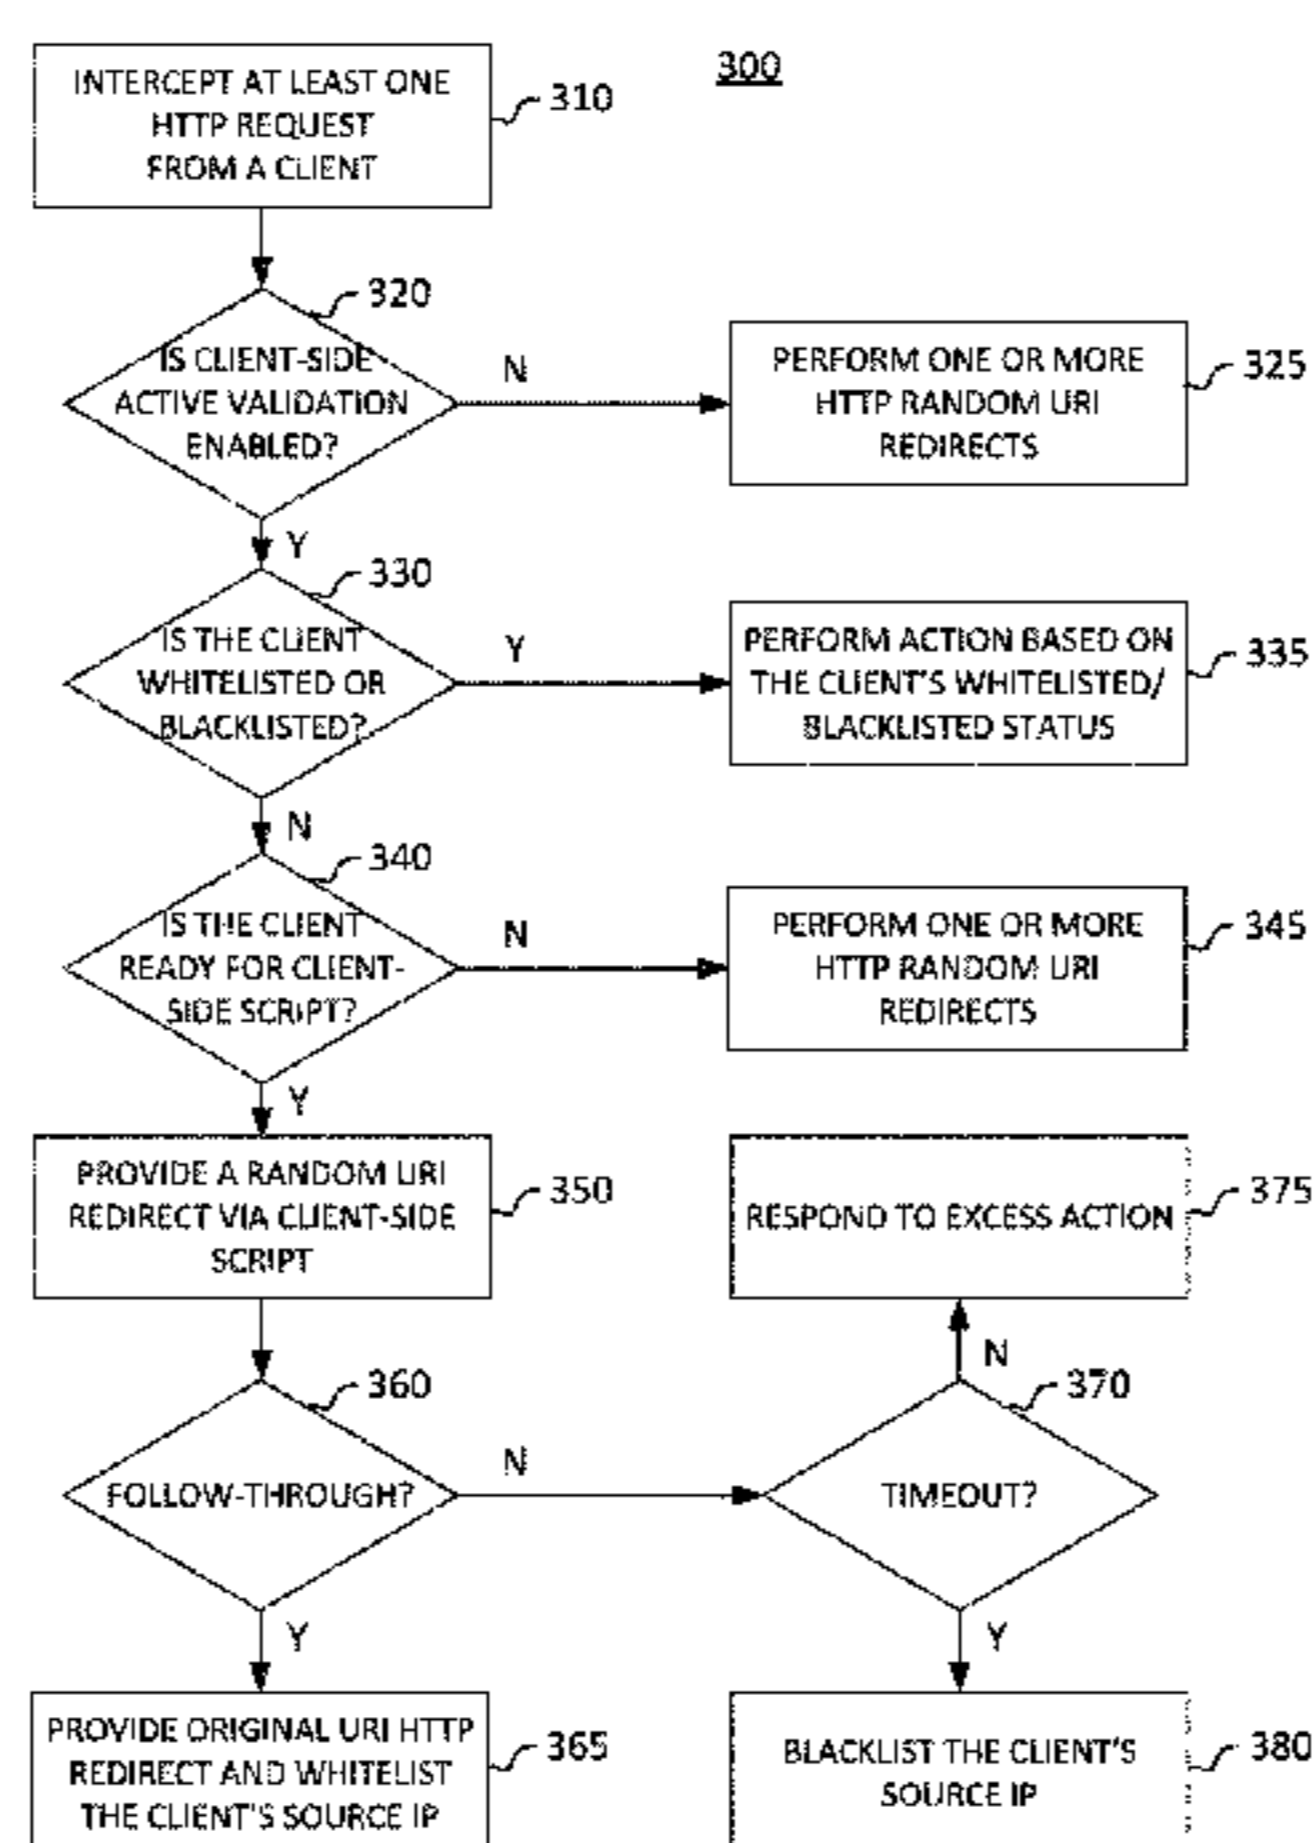 300
INTERCEPT AT LEAST ONE
HTTP REQUEST
FROM A CLIENT
310
320
IS CLIENT-SIDE
ACTIVE VALIDATION
ENABLED?
N
PERFORM ONE OR MORE
HTTP RANDOM URI
REDIRECTS
325
Y
330
IS THE CLIENT
WHITELISTED OR
BLACKLISTED?
Y
PERFORM ACTION BASED ON
THE CLIENT'S WHITELISTED/
BLACKLISTED STATUS
335
N
340
IS THE CLIENT
READY FOR CLIENT-
SIDE SCRIPT?
N
PERFORM ONE OR MORE
HTTP RANDOM URI
REDIRECTS
345
Y
PROVIDE A RANDOM URI
REDIRECT VIA CLIENT-SIDE
SCRIPT
350
RESPOND TO EXCESS ACTION
375
360
FOLLOW-THROUGH?
N
N
370
TIMEOUT?
Y
PROVIDE ORIGINAL URI HTTP
REDIRECT AND WHITELIST
THE CLIENT'S SOURCE IP
365
Y
BLACKLIST THE CLIENT'S
SOURCE IP
380